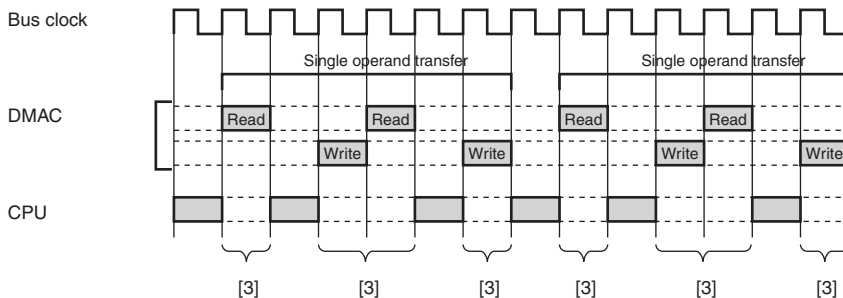 Bus clock
Single operand transfer Single operand transfer
DMAC Read Read Read Read
Write Write Write Write
CPU
[3] [3] [3] [3] [3] [3]